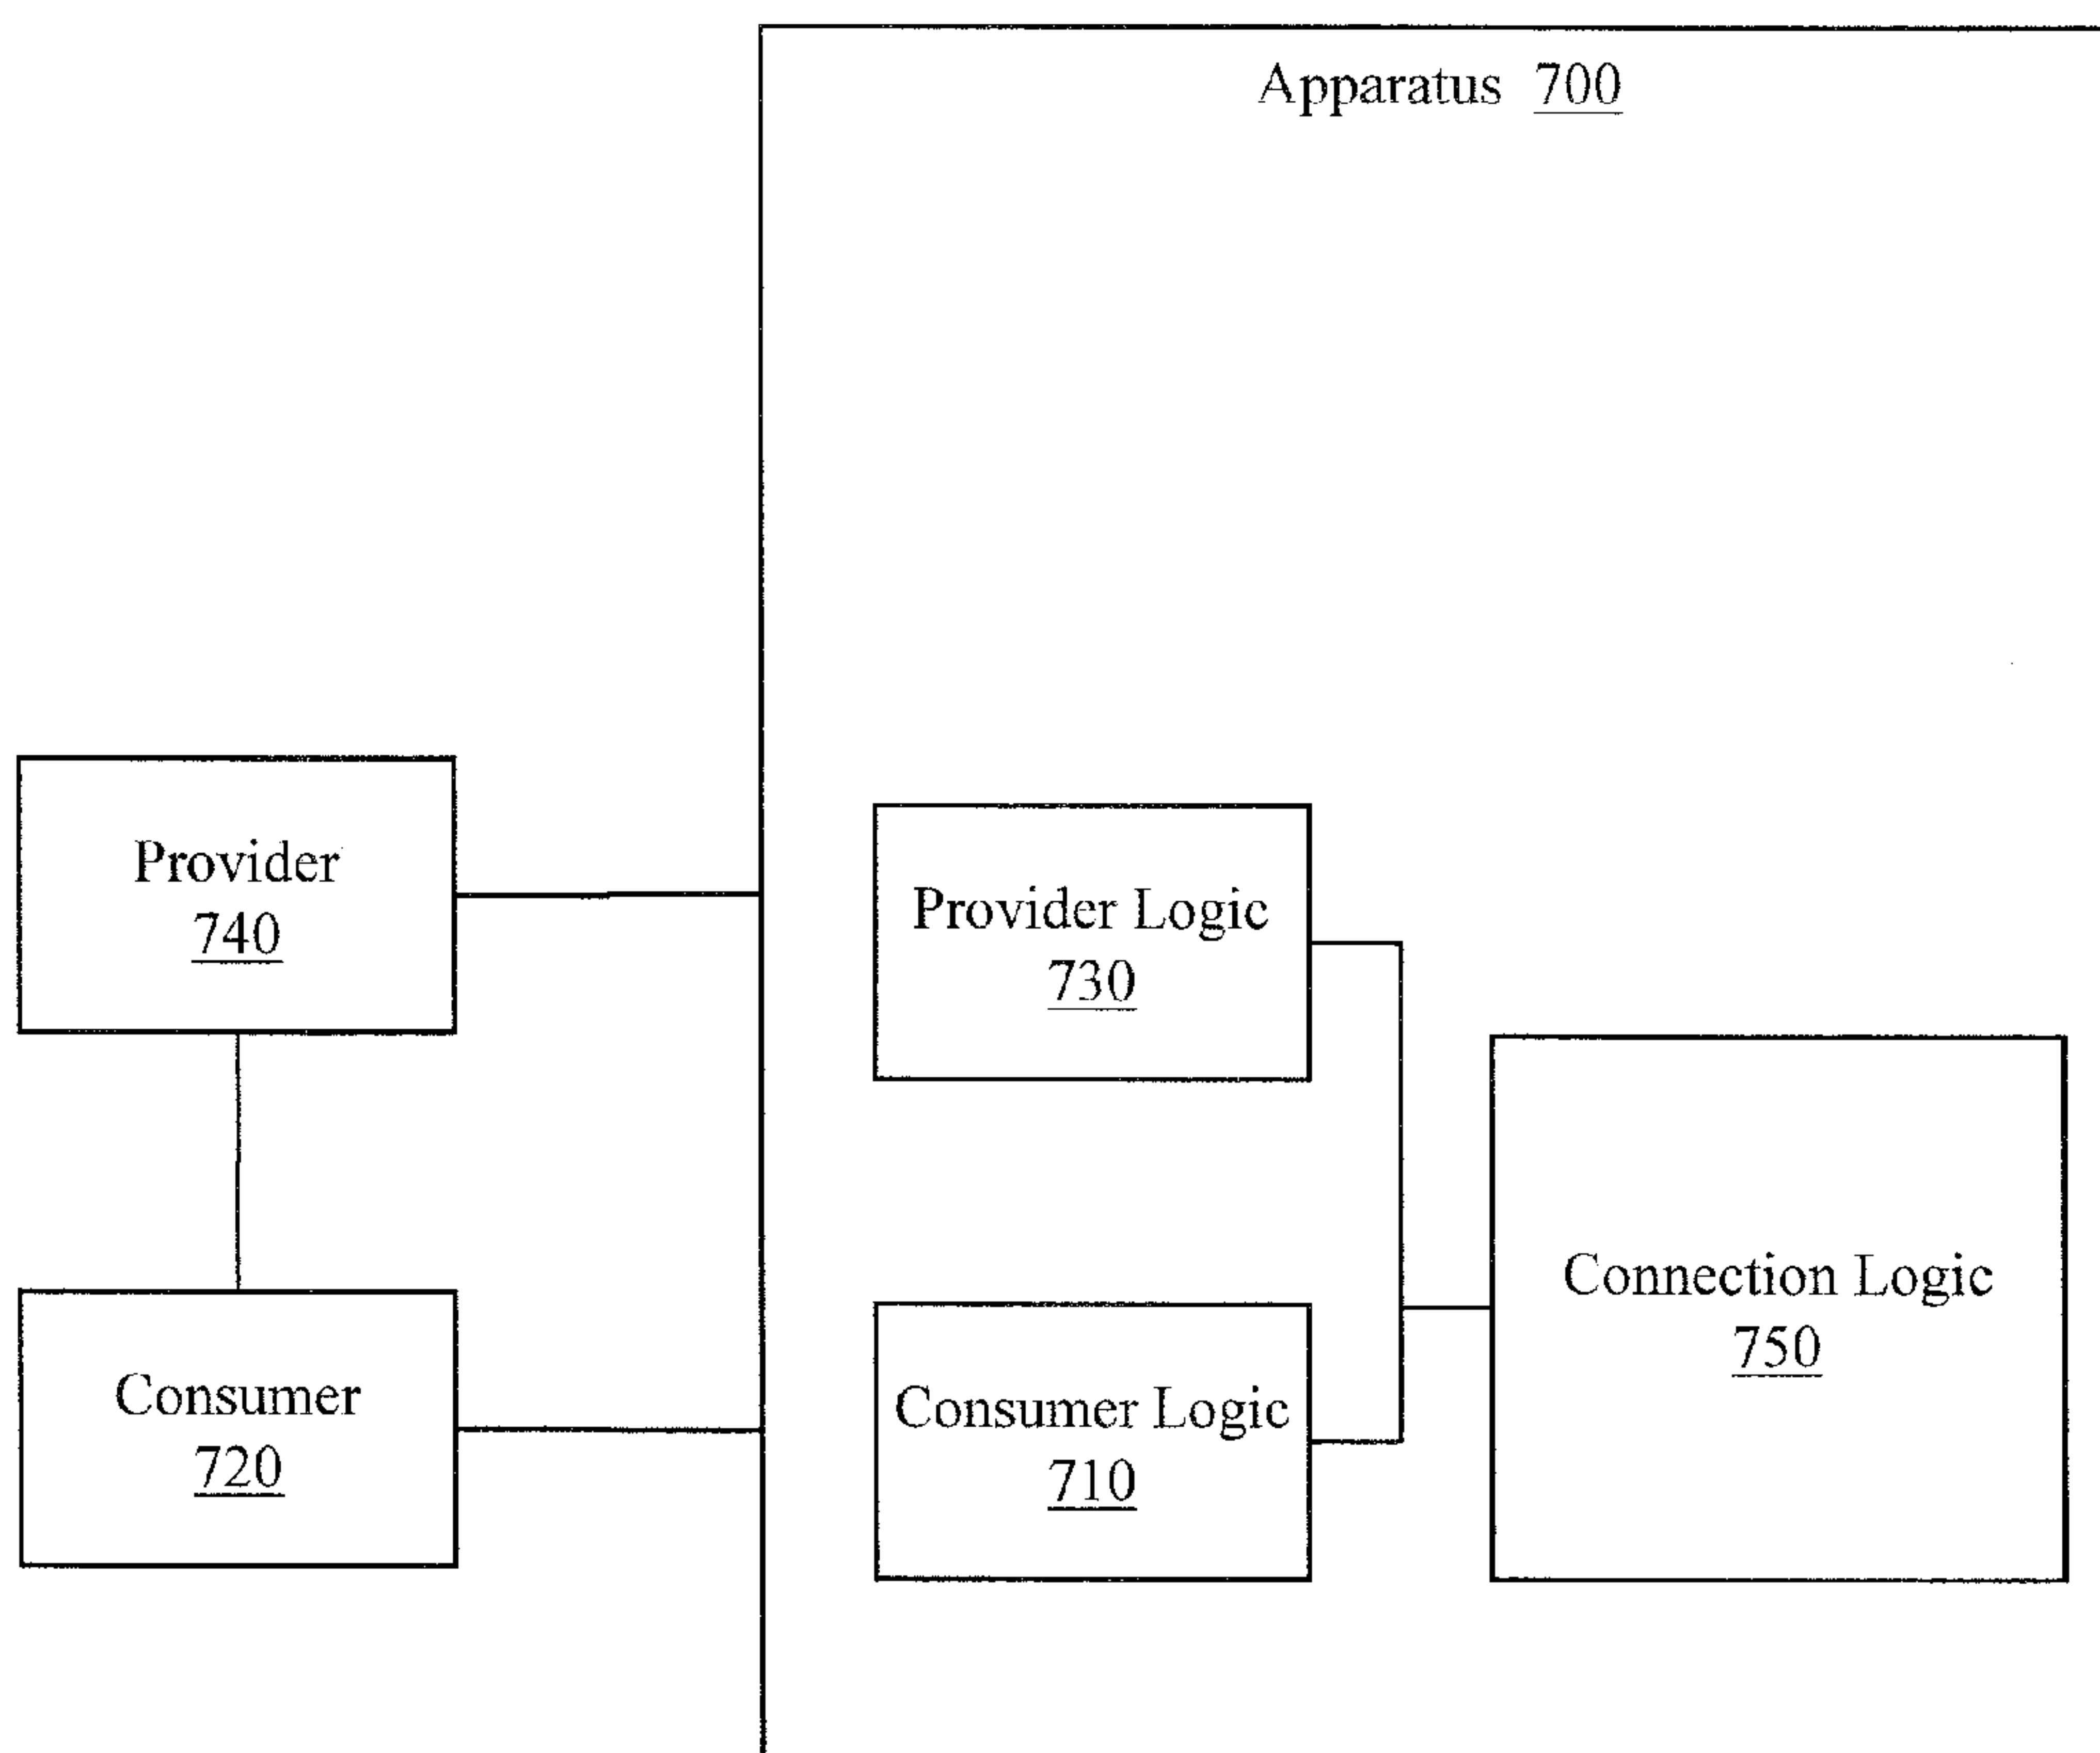 Apparatus 700
Provider
740
Provider Logic
730
Connection Logic
750
Consumer
720
Consumer Logic
710